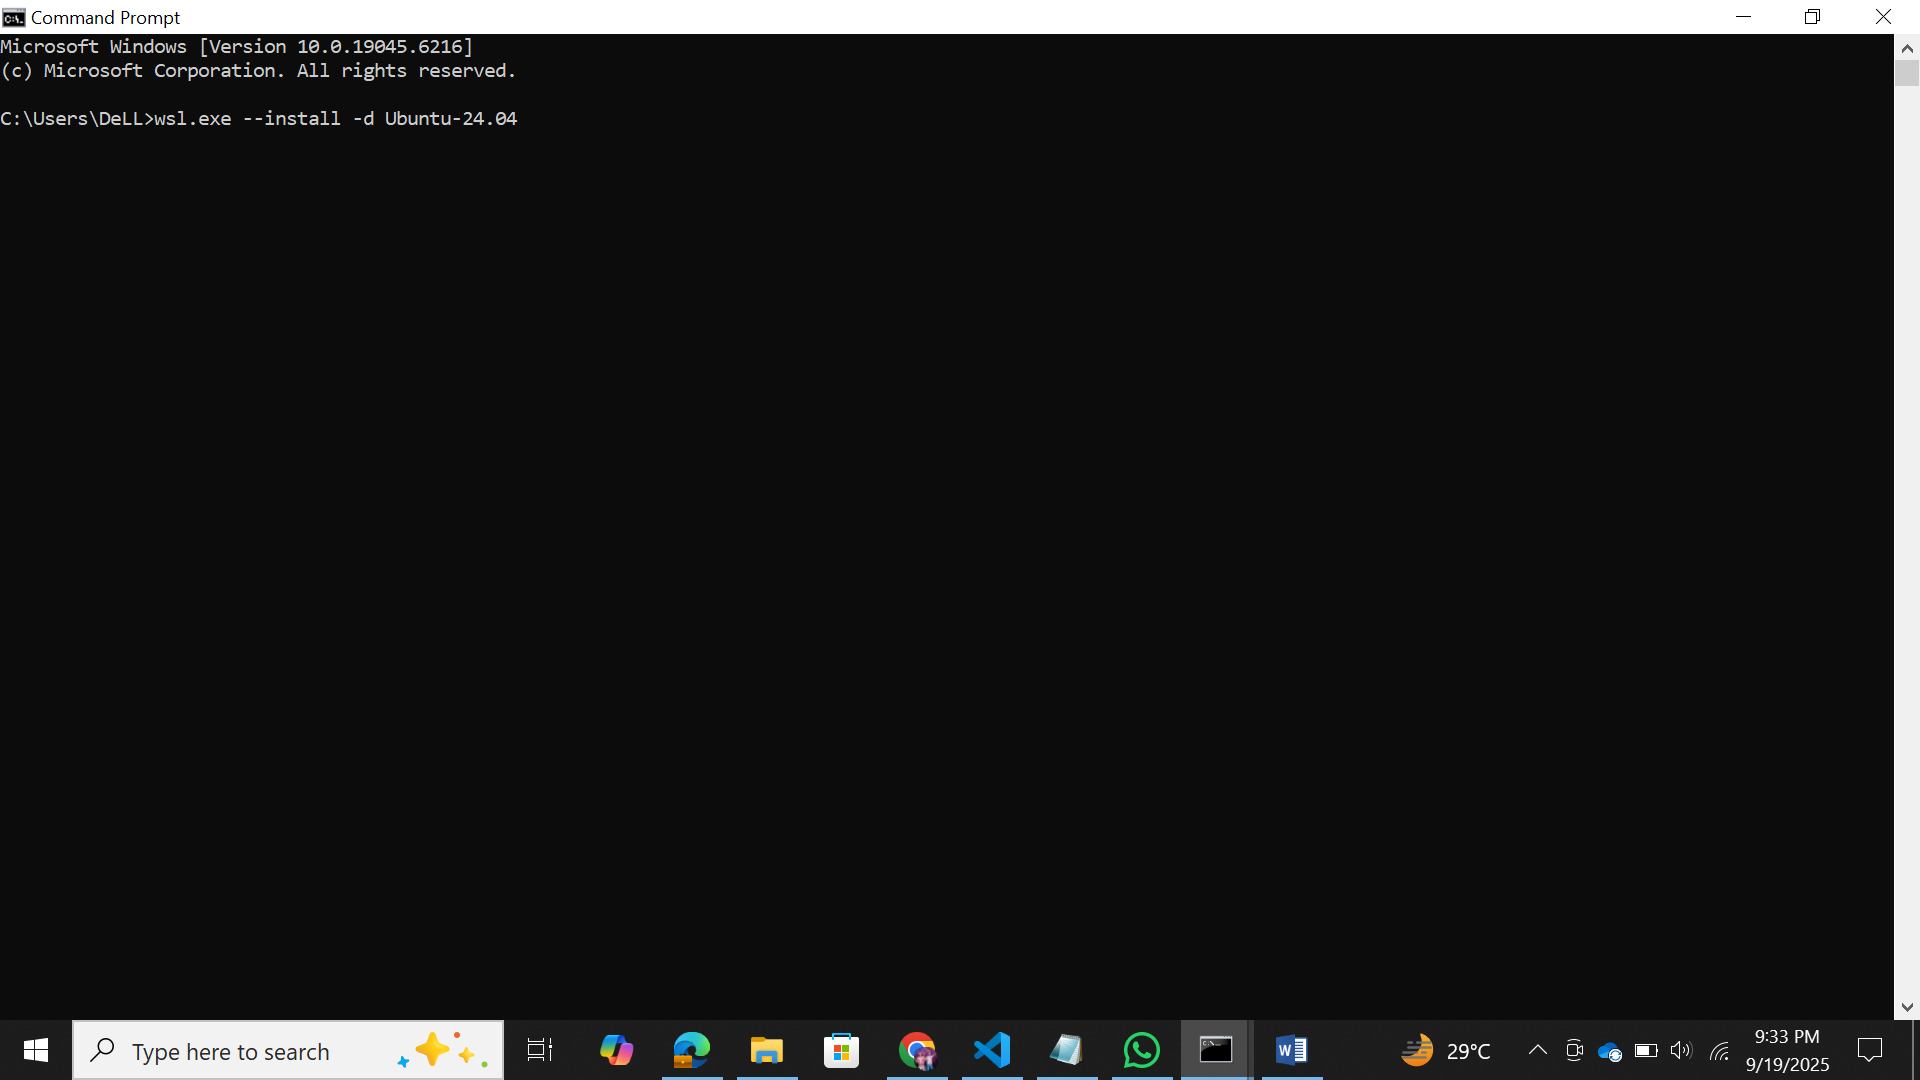 Command Prompt
Microsoft Windows [Version 10.0.19045.6216]
(c) Microsoft Corporation. All rights reserved.
C:\Users\DeLL>wsl.exe --install -d Ubuntu-24.04
Type here to search
29°C
9:33 PM
9/19/2025